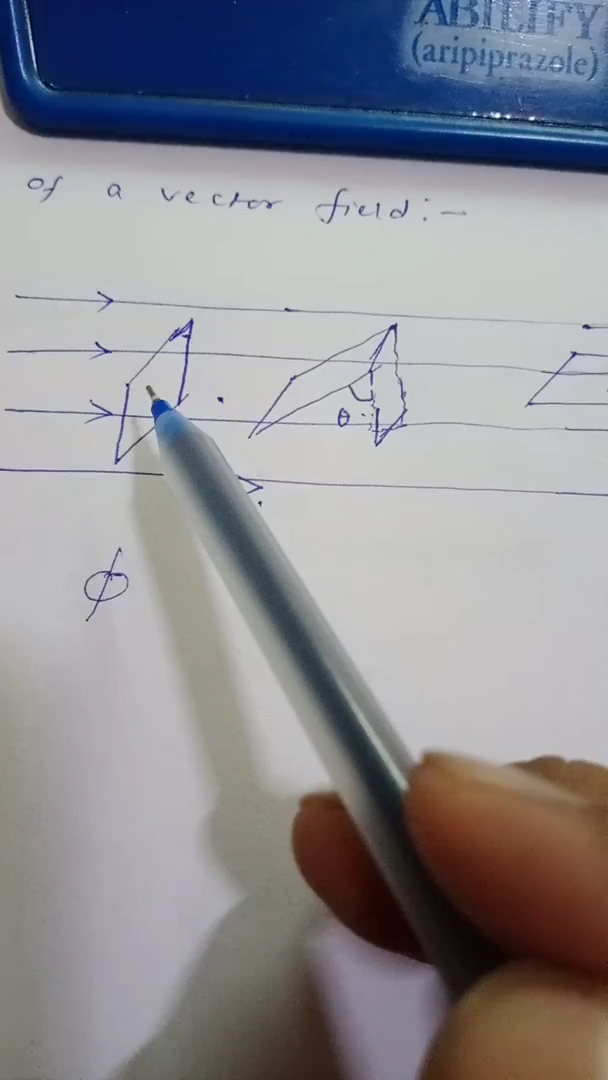 ABILIFY
(aripiprazole)
of a vector field :-
θ
ϕ